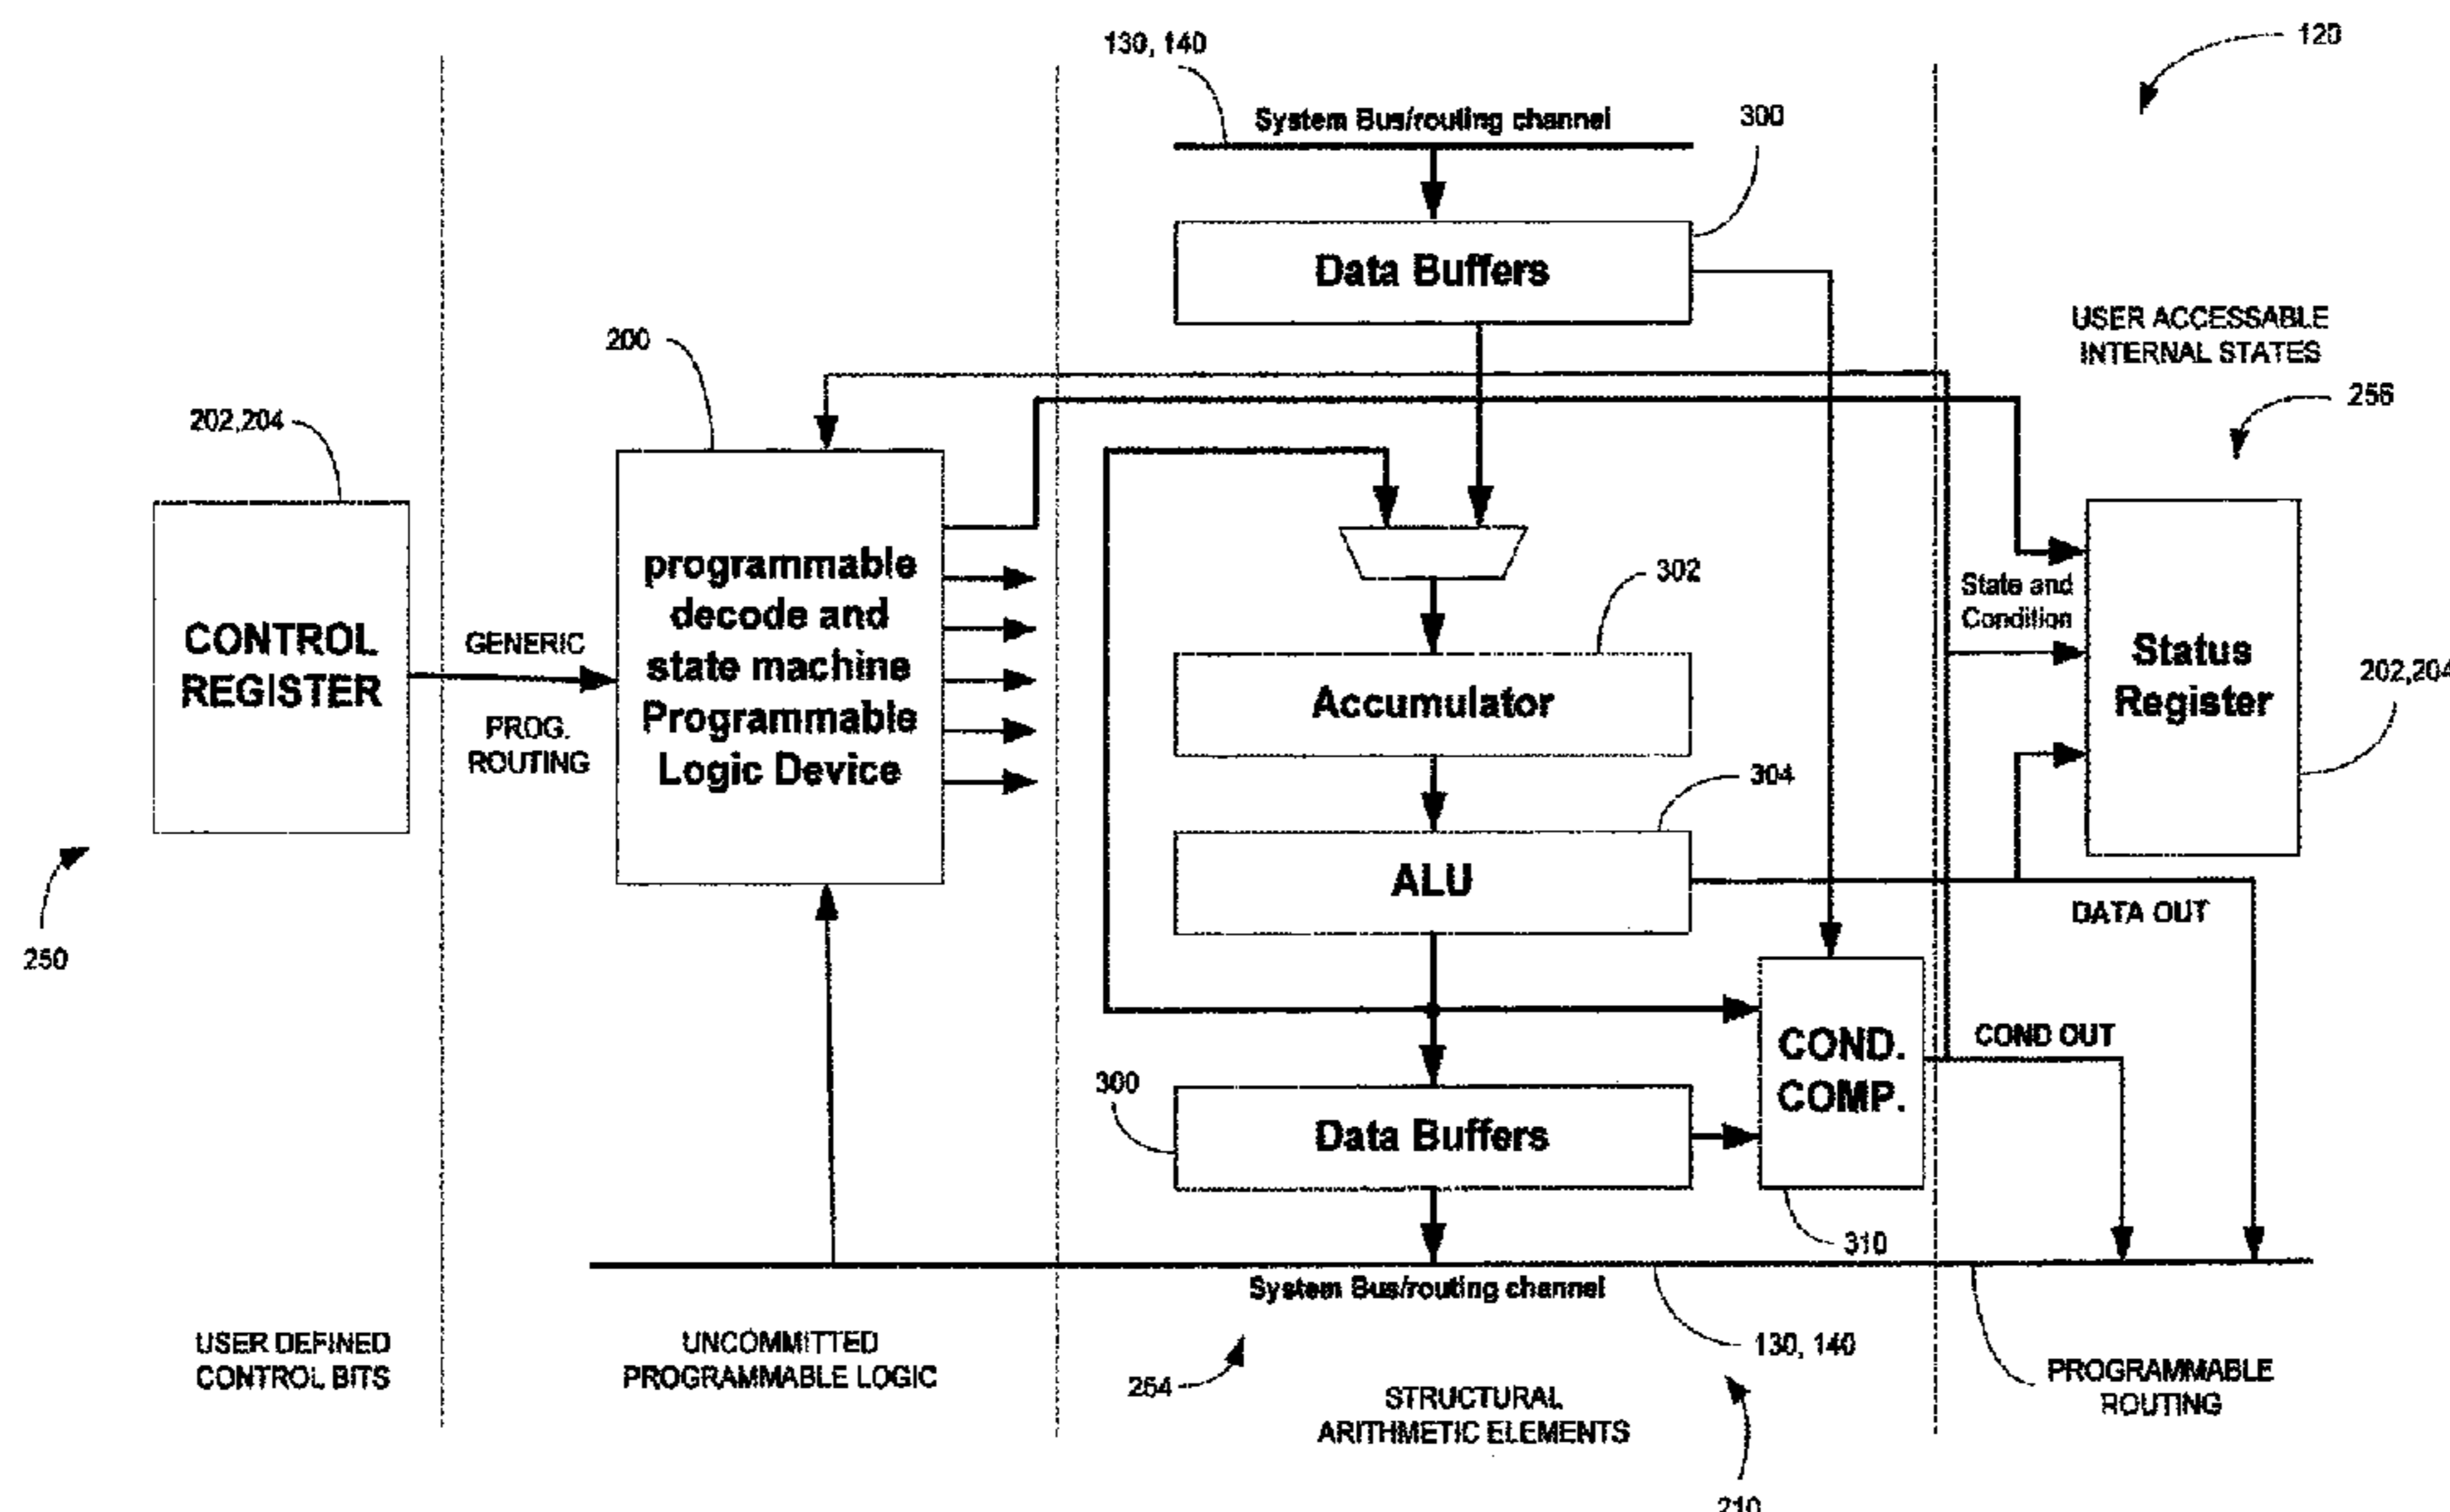 130, 140
120
System Bus/routing channel
300
Data Buffers
USER ACCESSABLE
INTERNAL STATES
200
256
202,204
302
programmable
decode and
state machine
Programmable
Logic Device
CONTROL
REGISTER
GENERIC
PROG.
ROUTING
State and
Condition
Status
Register
202,204
Accumulator
304
ALU
DATA OUT
250
COND OUT
COND.
COMP.
300
Data Buffers
310
System Bus/routing channel
USER DEFINED
CONTROL BITS
UNCOMMITTED
PROGRAMMABLE LOGIC
130, 140
254
STRUCTURAL
ARITHMETIC ELEMENTS
PROGRAMMABLE
ROUTING
210